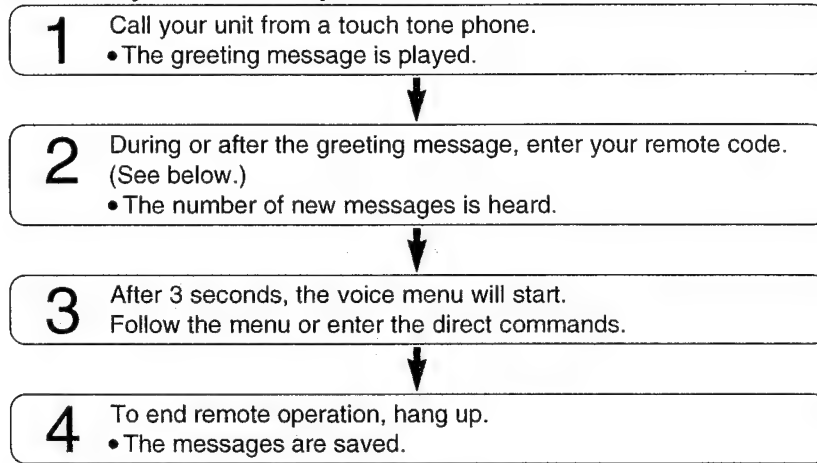 1
Call your unit from a touch tone phone.
• The greeting message is played.
2
During or after the greeting message, enter your remote code.
(See below.)
• The number of new messages is heard.
3
After 3 seconds, the voice menu will start.
Follow the menu or enter the direct commands.
4
To end remote operation, hang up.
• The messages are saved.